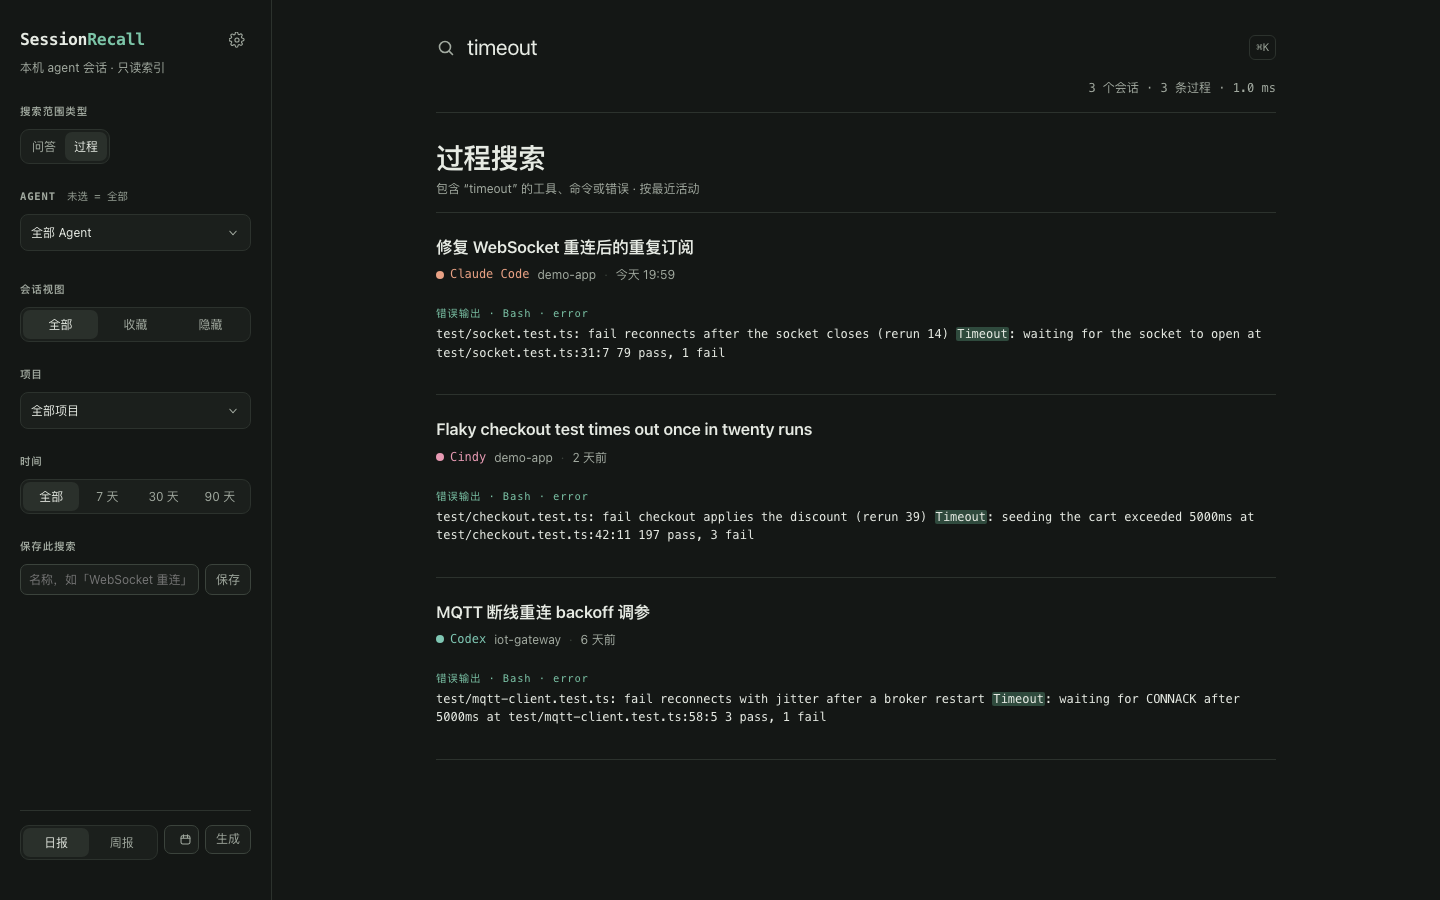 SessionRecall
本机 agent 会话 · 只读索引
搜索范围类型
问答 过程
AGENT 未选 = 全部
全部 Agent
会话视图
全部 收藏 隐藏
项目
全部项目
时间
全部 7 天 30 天 90 天
保存此搜索
名称，如「WebSocket 重连」 保存
日报 周报 生成
timeout
⌘K
3 个会话 · 3 条过程 · 1.0 ms
过程搜索
包含 “timeout” 的工具、命令或错误 · 按最近活动
修复 WebSocket 重连后的重复订阅
Claude Code demo-app · 今天 19:59
错误输出 · Bash · error
test/socket.test.ts: fail reconnects after the socket closes (rerun 14) Timeout: waiting for the socket to open at
test/socket.test.ts:31:7 79 pass, 1 fail
Flaky checkout test times out once in twenty runs
Cindy demo-app · 2 天前
错误输出 · Bash · error
test/checkout.test.ts: fail checkout applies the discount (rerun 39) Timeout: seeding the cart exceeded 5000ms at
test/checkout.test.ts:42:11 197 pass, 3 fail
MQTT 断线重连 backoff 调参
Codex iot-gateway · 6 天前
错误输出 · Bash · error
test/mqtt-client.test.ts: fail reconnects with jitter after a broker restart Timeout: waiting for CONNACK after
5000ms at test/mqtt-client.test.ts:58:5 3 pass, 1 fail